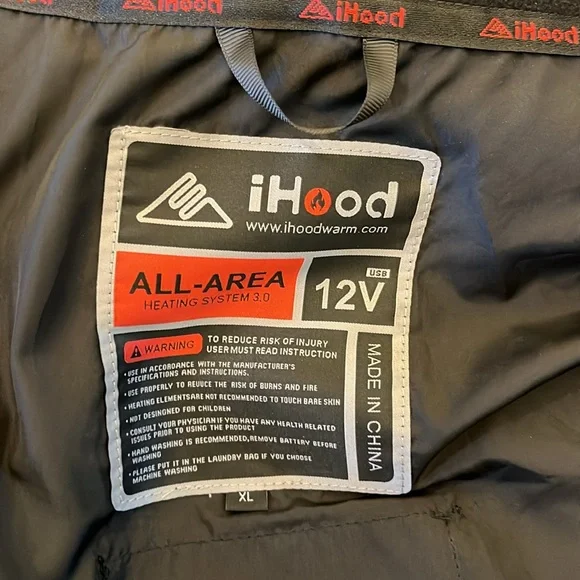 iHood
iHood
iHood
iHood
iHood
www.ihoodwarm.com
ALL-AREA
HEATING SYSTEM 3.0
USB
12V
WARNING
TO REDUCE RISK OF INJURY
USER MUST READ INSTRUCTION
• USE IN ACCORDANCE WITH THE MANUFACTURER'S
SPECIFICATIONS AND INSTRUCTIONS.
• USE PROPERLY TO REUUCE THE RISK OF BURNS AND FIRE
• HEATING ELEMENTSARE NOT RECOMMENDED TO TOUCH BARE SKIN
• NOT DESINGNED FOR CHILDREN
• CONSULT YOUR PHYSICIAN IF YOU HAVE ANY HEALTH RELATED
ISSUES PRIOR TO USING THE PRODUCT
• HAND WASHING IS RECOMMENDED,REMOVE BATTERY BEFORE
WASHING
• PLEASE PUT IT IN THE LAUNDRY BAG IF YOU CHOOSE
MACHINE WASHING
MADE IN CHINA
XL